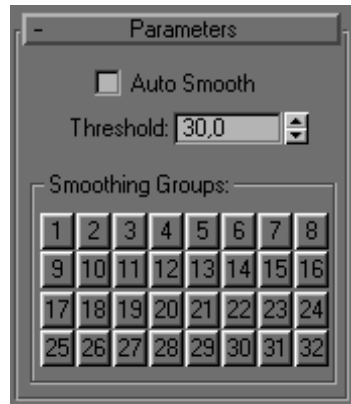 - Parameters
Auto Smooth
Threshold: 30,0
Smoothing Groups:
1 2 3 4 5 6 7 8
9 10 11 12 13 14 15 16
17 18 19 20 21 22 23 24
25 26 27 28 29 30 31 32